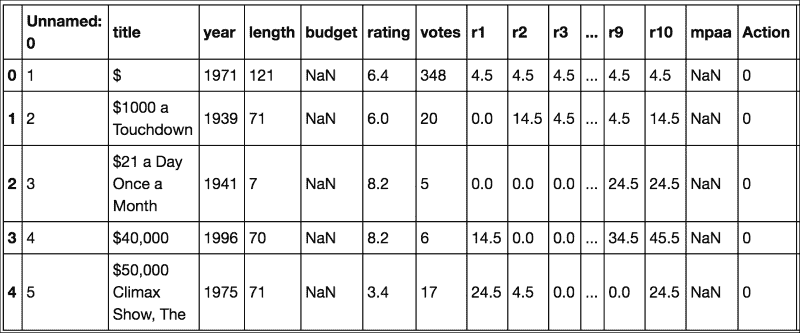 Unnamed: 0 title year length budget rating votes r1 r2 r3 ... r9 r10 mpaa Action
0 1 $ 1971 121 NaN 6.4 348 4.5 4.5 4.5 ... 4.5 4.5 NaN 0
1 2 $1000 a Touchdown 1939 71 NaN 6.0 20 0.0 14.5 4.5 ... 4.5 14.5 NaN 0
2 3 $21 a Day Once a Month 1941 7 NaN 8.2 5 0.0 0.0 0.0 ... 24.5 24.5 NaN 0
3 4 $40,000 1996 70 NaN 8.2 6 14.5 0.0 0.0 ... 34.5 45.5 NaN 0
4 5 $50,000 Climax Show, The 1975 71 NaN 3.4 17 24.5 4.5 0.0 ... 0.0 24.5 NaN 0